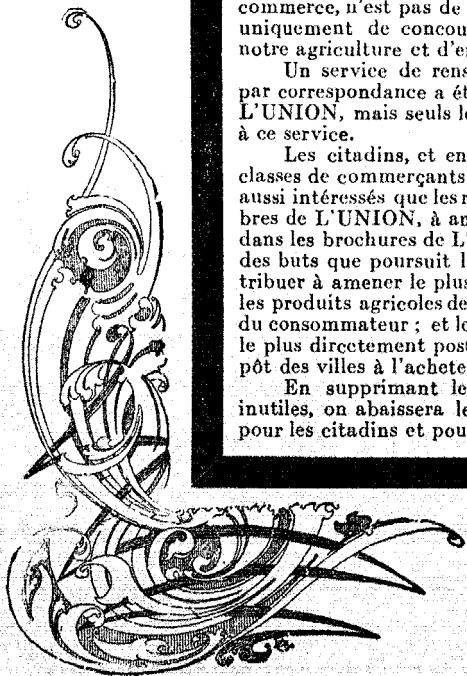 commerce, n'est pas de
uniquement de concou
notre agriculture et d'e
Un service de rens
par correspondance a ét
L'UNION, mais seuls le
à ce service.
Les citadins, et en
classes de commerçants
aussi intéressés que les r
bres de L'UNION, à an
dans les brochures de L'
des buts que poursuit l
tribuer à amener le plus
les produits agricoles de
du consommateur ; et lo
le plus directement post
pôt des villes à l'achete
En supprimant le
inutiles, on abaissera le
pour les citadins et pou